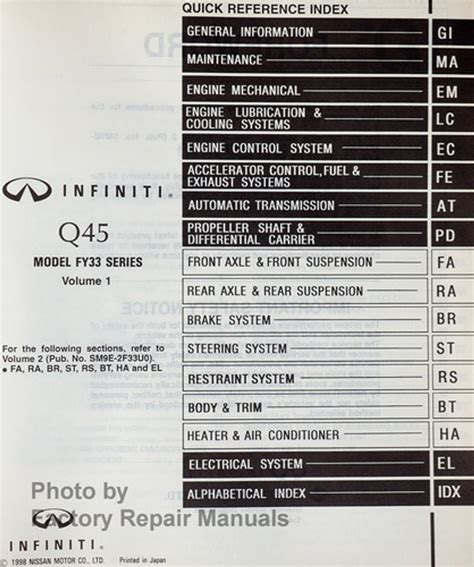 QUICK REFERENCE INDEX
GENERAL INFORMATION GI
MAINTENANCE MA
ENGINE MECHANICAL EM
ENGINE LUBRICATION &
COOLING SYSTEMS LC
ENGINE CONTROL SYSTEM EC
ACCELERATOR CONTROL, FUEL &
EXHAUST SYSTEMS FE
AUTOMATIC TRANSMISSION AT
PROPELLER SHAFT &
DIFFERENTIAL CARRIER PD
FRONT AXLE & FRONT SUSPENSION FA
REAR AXLE & REAR SUSPENSION RA
BRAKE SYSTEM BR
STEERING SYSTEM ST
RESTRAINT SYSTEM RS
BODY & TRIM BT
HEATER & AIR CONDITIONER HA
ELECTRICAL SYSTEM EL
ALPHABETICAL INDEX IDX
INFINITI.
Q45
MODEL FY33 SERIES
Volume 1
For the following sections, refer to
Volume 2 (Pub. No. SM9E-2F33U0).
● FA, RA, BR, ST, RS, BT, HA and EL
Photo by
Factory Repair Manuals
INFINITI.
© 1998 NISSAN MOTOR CO., LTD. Printed in Japan